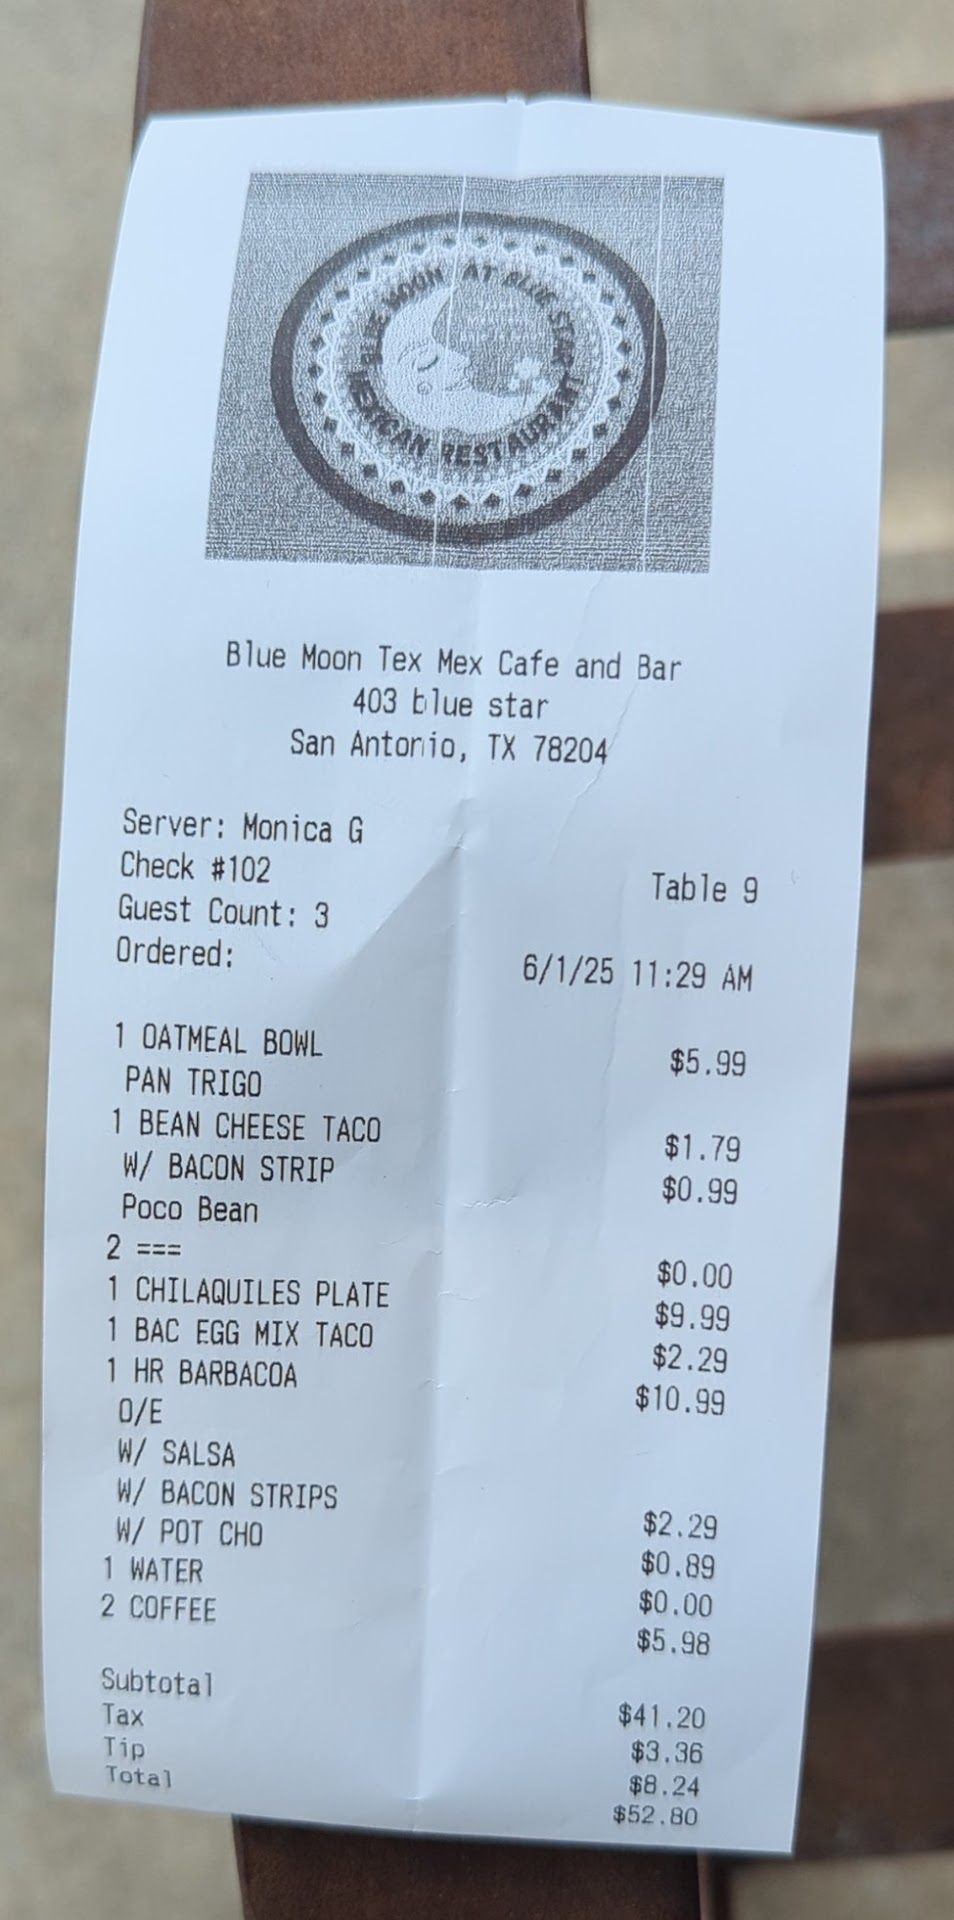 BLUE MOON AT BLUE STAR
MEXICAN RESTAURANT
Blue Moon Tex Mex Cafe and Bar
403 blue star
San Antonio, TX 78204
Server: Monica G
Check #102 Table 9
Guest Count: 3
Ordered: 6/1/25 11:29 AM
1 OATMEAL BOWL $5.99
PAN TRIGO
1 BEAN CHEESE TACO $1.79
W/ BACON STRIP $0.99
Poco Bean
2 === $0.00
1 CHILAQUILES PLATE $9.99
1 BAC EGG MIX TACO $2.29
1 HR BARBACOA $10.99
O/E
W/ SALSA
W/ BACON STRIPS $2.29
W/ POT CHO $0.89
1 WATER $0.00
2 COFFEE $5.98
Subtotal $41.20
Tax $3.36
Tip $8.24
Total $52.80